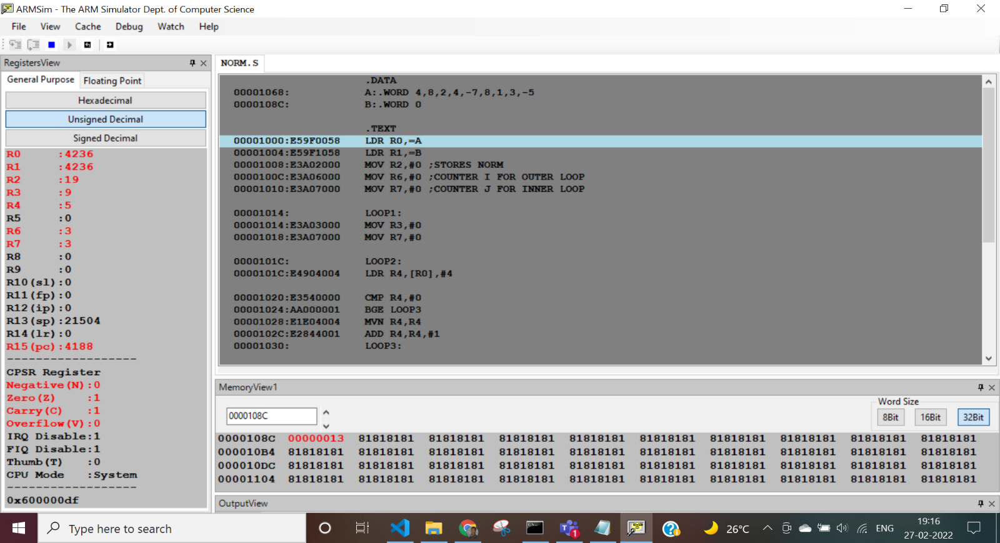 ARMSim - The ARM Simulator Dept. of Computer Science
File View Cache Debug Watch Help
RegistersView
General Purpose Floating Point
Hexadecimal
Unsigned Decimal
Signed Decimal
R0 :4236
R1 :4236
R2 :19
R3 :9
R4 :5
R5 :0
R6 :3
R7 :3
R8 :0
R9 :0
R10(sl):0
R11(fp):0
R12(ip):0
R13(sp):21504
R14(lr):0
R15(pc):4188
------------------
CPSR Register
Negative(N):0
Zero(Z) :1
Carry(C) :1
Overflow(V):0
IRQ Disable:1
FIQ Disable:1
Thumb(T) :0
CPU Mode :System
------------------
0x600000df
NORM.S
.DATA
00001068: A:.WORD 4,8,2,4,-7,8,1,3,-5
0000108C: B:.WORD 0
.TEXT
00001000:E59F0058 LDR R0,=A
00001004:E59F1058 LDR R1,=B
00001008:E3A02000 MOV R2,#0 ;STORES NORM
0000100C:E3A06000 MOV R6,#0 ;COUNTER I FOR OUTER LOOP
00001010:E3A07000 MOV R7,#0 ;COUNTER J FOR INNER LOOP
00001014: LOOP1:
00001014:E3A03000 MOV R3,#0
00001018:E3A07000 MOV R7,#0
0000101C: LOOP2:
0000101C:E4904004 LDR R4,[R0],#4
00001020:E3540000 CMP R4,#0
00001024:AA000001 BGE LOOP3
00001028:E1E04004 MVN R4,R4
0000102C:E2844001 ADD R4,R4,#1
00001030: LOOP3:
MemoryView1
Word Size
0000108C
8Bit 16Bit 32Bit
0000108C 00000013 81818181 81818181 81818181 81818181 81818181 81818181 81818181 81818181 81818181
000010B4 81818181 81818181 81818181 81818181 81818181 81818181 81818181 81818181 81818181 81818181
000010DC 81818181 81818181 81818181 81818181 81818181 81818181 81818181 81818181 81818181 81818181
00001104 81818181 81818181 81818181 81818181 81818181 81818181 81818181 81818181 81818181 81818181
OutputView
Type here to search
1
26°C
ENG
19:16
27-02-2022